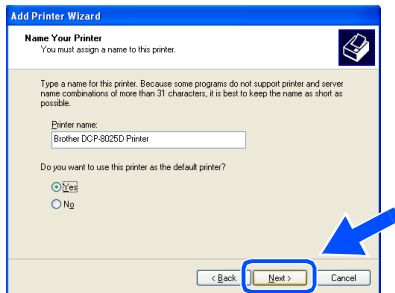 Add Printer Wizard
Name Your Printer
You must assign a name to this printer.
Type a name for this printer. Because some programs do not support printer and server
name combinations of more than 31 characters, it is best to keep the name as short as
possible.
Printer name:
Brother DCP-8025D Printer
Do you want to use this printer as the default printer?
Yes
No
< Back
Next >
Cancel